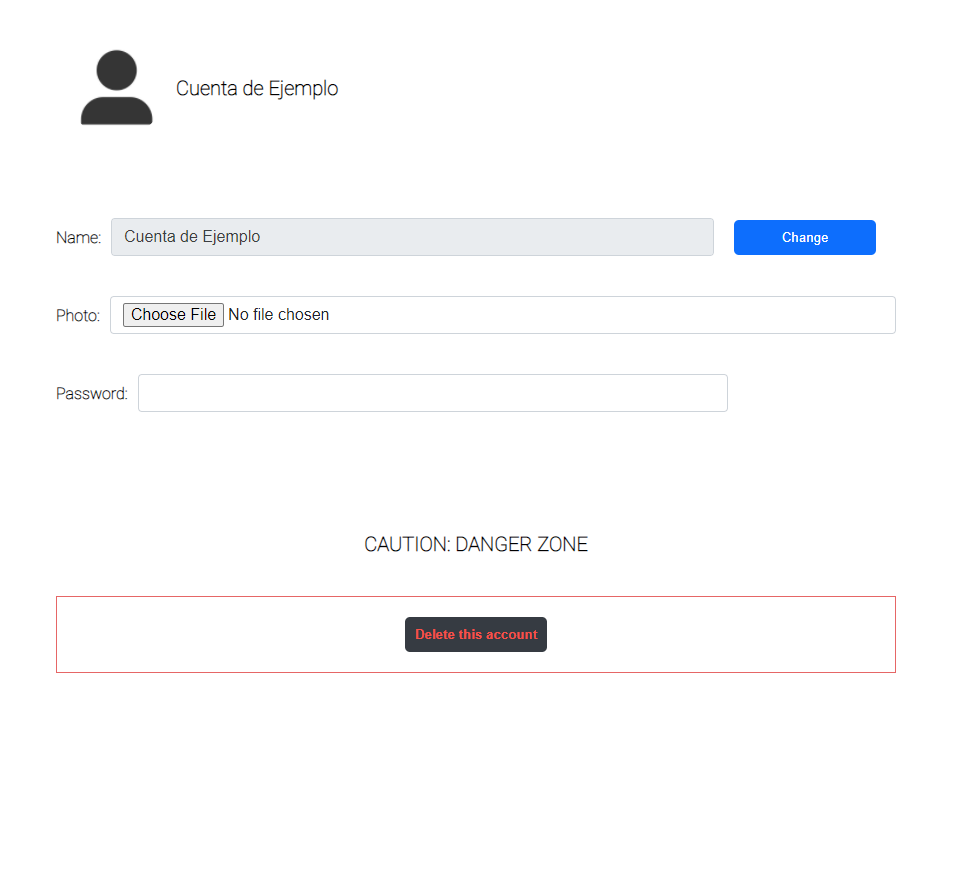 Cuenta de Ejemplo
Name: Cuenta de Ejemplo Change
Photo: Choose File No file chosen
Password:
CAUTION: DANGER ZONE
Delete this account